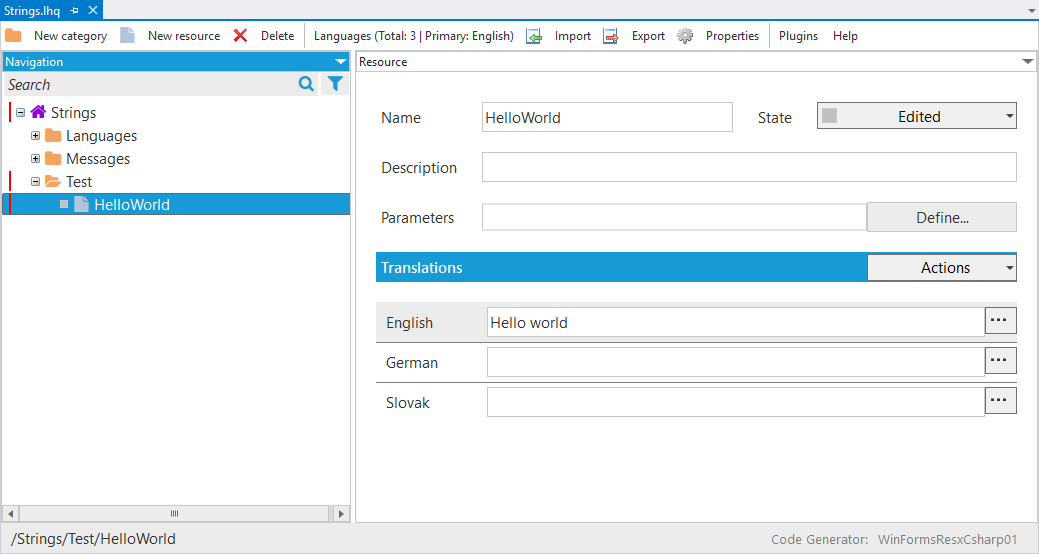 Strings.lhq
New category New resource Delete Languages (Total: 3 | Primary: English) Import Export Properties Plugins Help
Navigation
Search
Strings
Languages
Messages
Test
HelloWorld
Resource
Name HelloWorld State Edited
Description
Parameters Define...
Translations Actions
English Hello world ...
German ...
Slovak ...
/Strings/Test/HelloWorld
Code Generator: WinFormsResxCsharp01